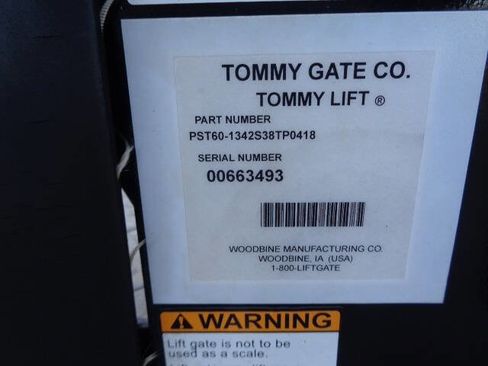 TOMMY GATE CO.
TOMMY LIFT ®
PART NUMBER
PST60-1342S38TP0418
SERIAL NUMBER
00663493
WOODBINE MANUFACTURING CO.
WOODBINE, IA (USA)
1-800-LIFTGATE
WARNING
Lift gate is not to be
used as a scale.